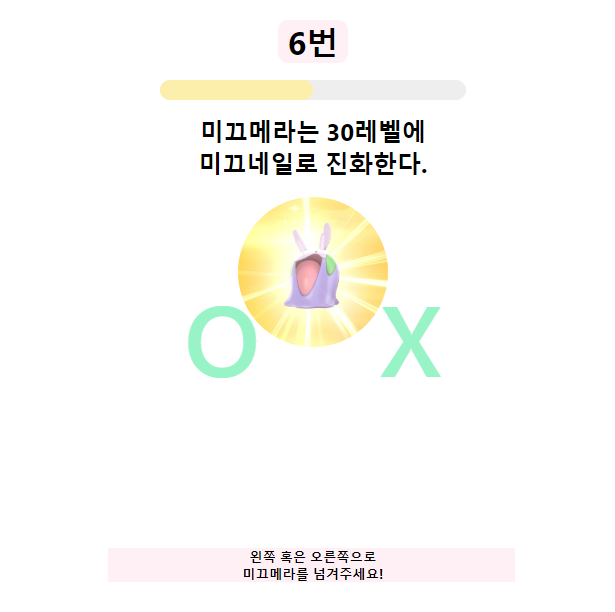 6번
미끄메라는 30레벨에
미끄네일로 진화한다.
O X
왼쪽 혹은 오른쪽으로
미끄메라를 넘겨주세요!